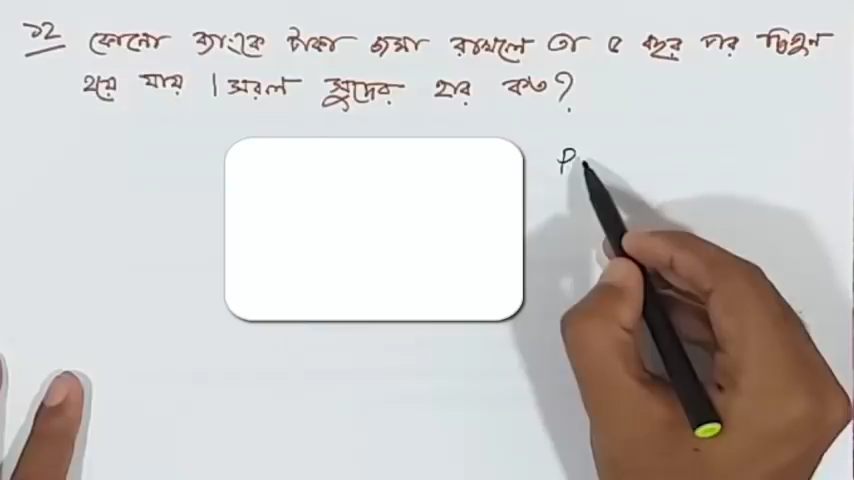 ১২ কোনো ব্যাংকে টাকা জমা রাখলে তা ৫ বছর পর দ্বিগুন
হয়ে যায় । সরল সুদের হার কত?
P